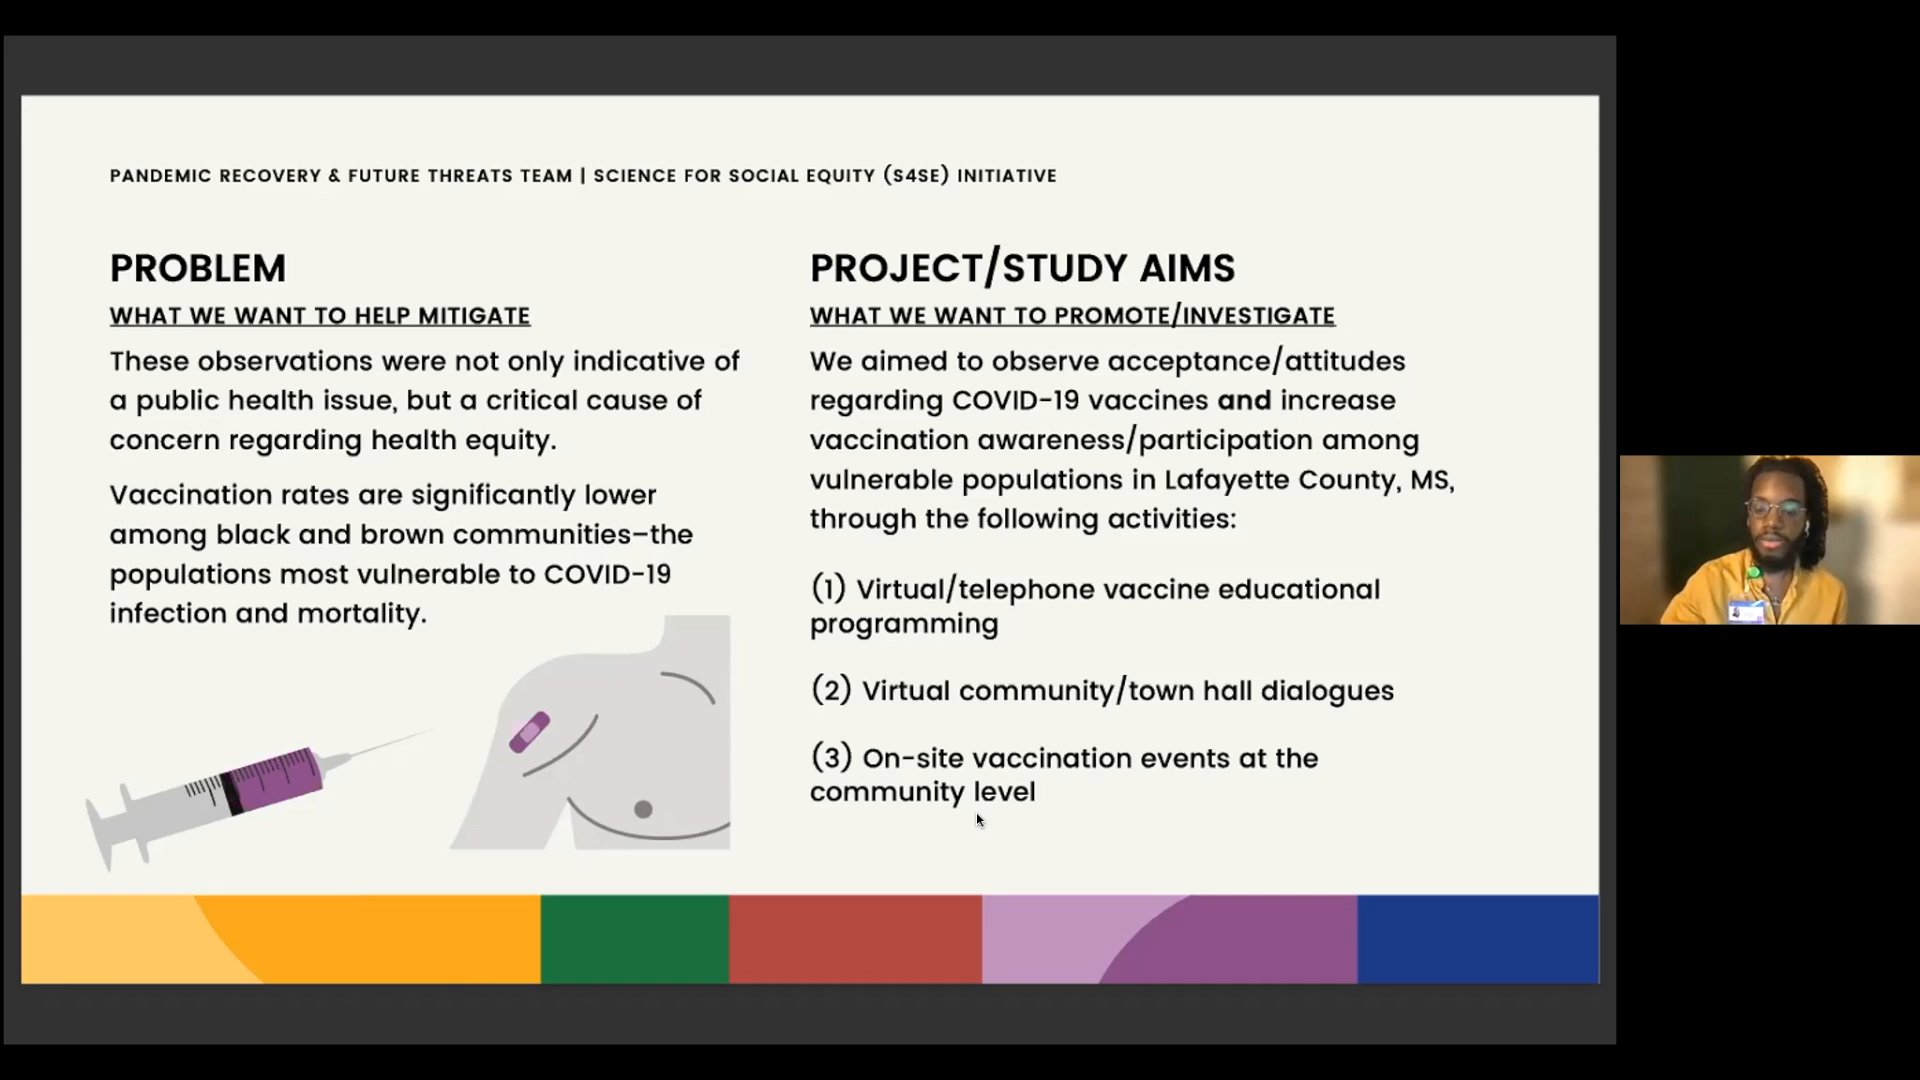 PANDEMIC RECOVERY & FUTURE THREATS TEAM | SCIENCE FOR SOCIAL EQUITY (S4SE) INITIATIVE
PROBLEM
WHAT WE WANT TO HELP MITIGATE
These observations were not only indicative of
a public health issue, but a critical cause of
concern regarding health equity.
Vaccination rates are significantly lower
among black and brown communities–the
populations most vulnerable to COVID-19
infection and mortality.
PROJECT/STUDY AIMS
WHAT WE WANT TO PROMOTE/INVESTIGATE
We aimed to observe acceptance/attitudes
regarding COVID-19 vaccines and increase
vaccination awareness/participation among
vulnerable populations in Lafayette County, MS,
through the following activities:
(1) Virtual/telephone vaccine educational
programming
(2) Virtual community/town hall dialogues
(3) On-site vaccination events at the
community level